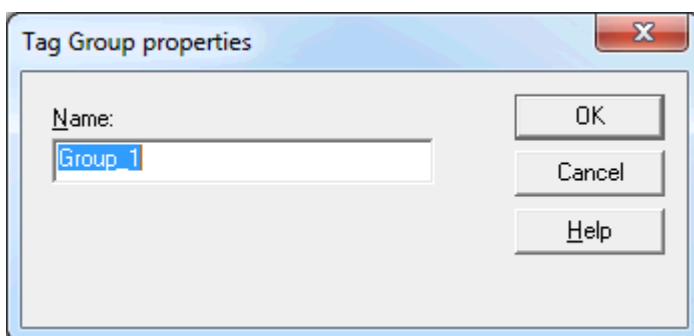 Tag Group properties
Name:
Group_1
OK
Cancel
Help